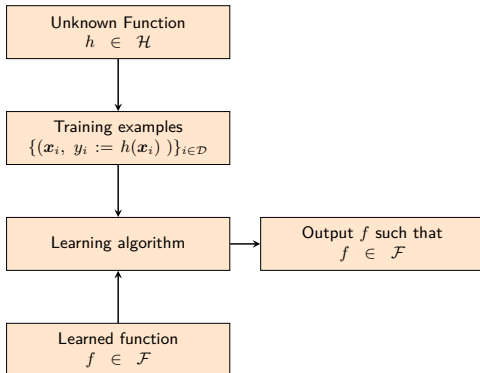 Unknown Function
h ∈ ℋ
Training examples
{(𝒙ᵢ, yᵢ := h(𝒙ᵢ) )}_{i∈𝒟}
Learning algorithm
Output f such that
f ∈ ℱ
Learned function
f ∈ ℱ